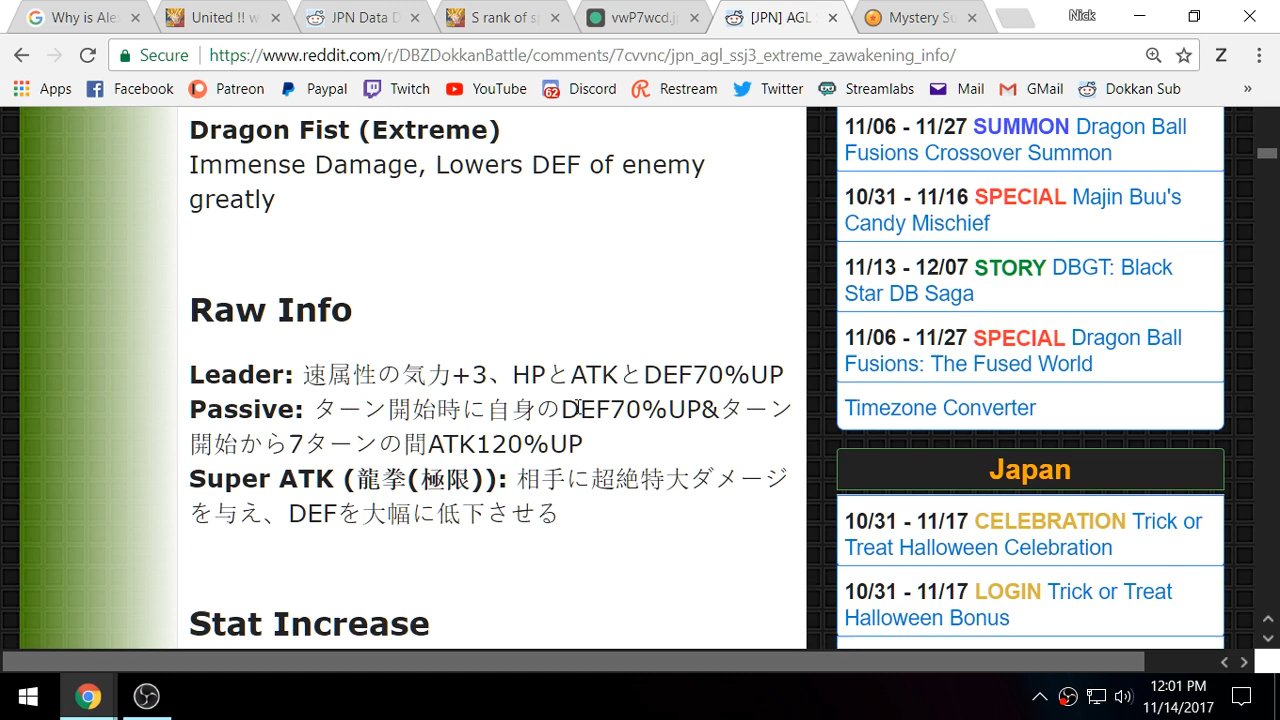 Why is Ale
United !! w
JPN Data D
S rank of s
vwP7wcd.j
[JPN] AGL
Mystery S
Nick
Secure
https://www.reddit.com/r/DBZDokkanBattle/comments/7cvvnc/jpn_agl_ssj3_extreme_zawakening_info/
Z
Apps
Facebook
Patreon
Paypal
Twitch
YouTube
62
Discord
Restream
Twitter
Streamlabs
Mail
GMail
Dokkan Sub
»
Dragon Fist (Extreme)
Immense Damage, Lowers DEF of enemy
greatly
Raw Info
Leader: 速属性の気力+3、HPとATKとDEF70%UP
Passive: ターン開始時に自身のDEF70%UP&ターン
開始から7ターンの間ATK120%UP
Super ATK (龍拳(極限)): 相手に超絶特大ダメージ
を与え、DEFを大幅に低下させる
Stat Increase
11/06 - 11/27 SUMMON Dragon Ball
Fusions Crossover Summon
10/31 - 11/16 SPECIAL Majin Buu's
Candy Mischief
11/13 - 12/07 STORY DBGT: Black
Star DB Saga
11/06 - 11/27 SPECIAL Dragon Ball
Fusions: The Fused World
Timezone Converter
Japan
10/31 - 11/17 CELEBRATION Trick or
Treat Halloween Celebration
10/31 - 11/17 LOGIN Trick or Treat
Halloween Bonus
12:01 PM
11/14/2017